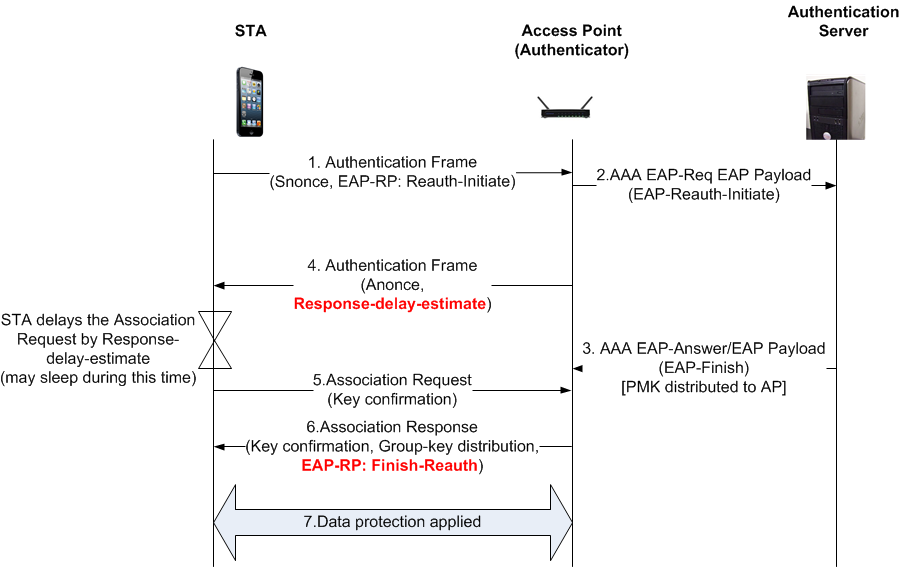 STA
Access Point
(Authenticator)
Authentication
Server
1. Authentication Frame
(Snonce, EAP-RP: Reauth-Initiate)
2.AAA EAP-Req EAP Payload
(EAP-Reauth-Initiate)
4. Authentication Frame
(Anonce,
Response-delay-estimate)
STA delays the Association
Request by Response-
delay-estimate
(may sleep during this time)
3. AAA EAP-Answer/EAP Payload
(EAP-Finish)
[PMK distributed to AP]
5.Association Request
(Key confirmation)
6.Association Response
(Key confirmation, Group-key distribution,
EAP-RP: Finish-Reauth)
7.Data protection applied